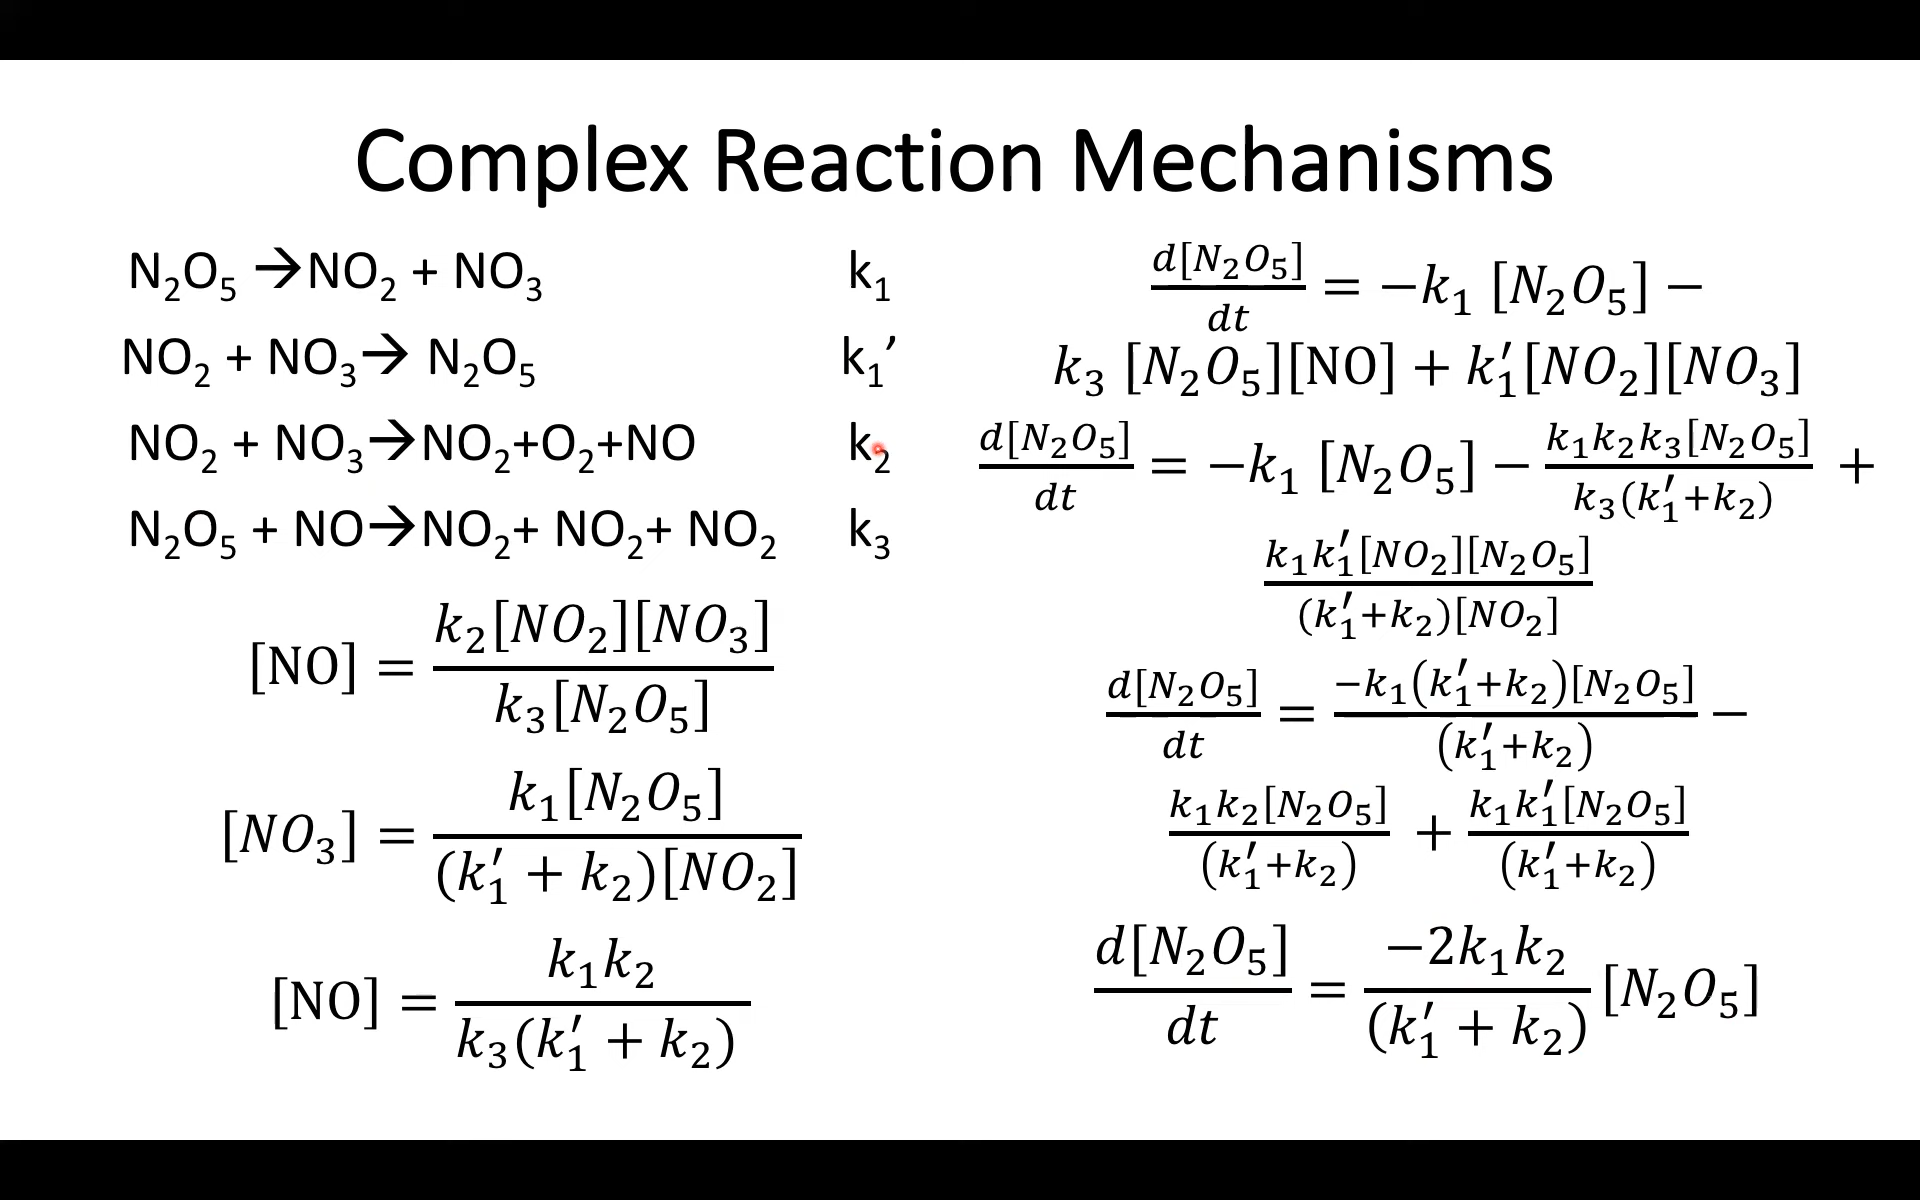 Complex Reaction Mechanisms
N₂O₅ →NO₂ + NO₃ k₁
NO₂ + NO₃→ N₂O₅ k₁’
NO₂ + NO₃→NO₂+O₂+NO k₂
N₂O₅ + NO→NO₂+ NO₂+ NO₂ k₃
[NO] = k₂[NO₂][NO₃] / k₃[N₂O₅]
[NO₃] = k₁[N₂O₅] / (k₁′ + k₂)[NO₂]
[NO] = k₁k₂ / k₃(k₁′ + k₂)
d[N₂O₅]/dt = −k₁ [N₂O₅] −
k₃ [N₂O₅][NO] + k₁′[NO₂][NO₃]
d[N₂O₅]/dt = −k₁ [N₂O₅] − k₁k₂k₃[N₂O₅] / k₃(k₁′+k₂) +
k₁k₁′[NO₂][N₂O₅] / (k₁′+k₂)[NO₂]
d[N₂O₅]/dt = −k₁(k₁′+k₂)[N₂O₅] / (k₁′+k₂) −
k₁k₂[N₂O₅] / (k₁′+k₂) + k₁k₁′[N₂O₅] / (k₁′+k₂)
d[N₂O₅]/dt = −2k₁k₂ / (k₁′ + k₂) [N₂O₅]